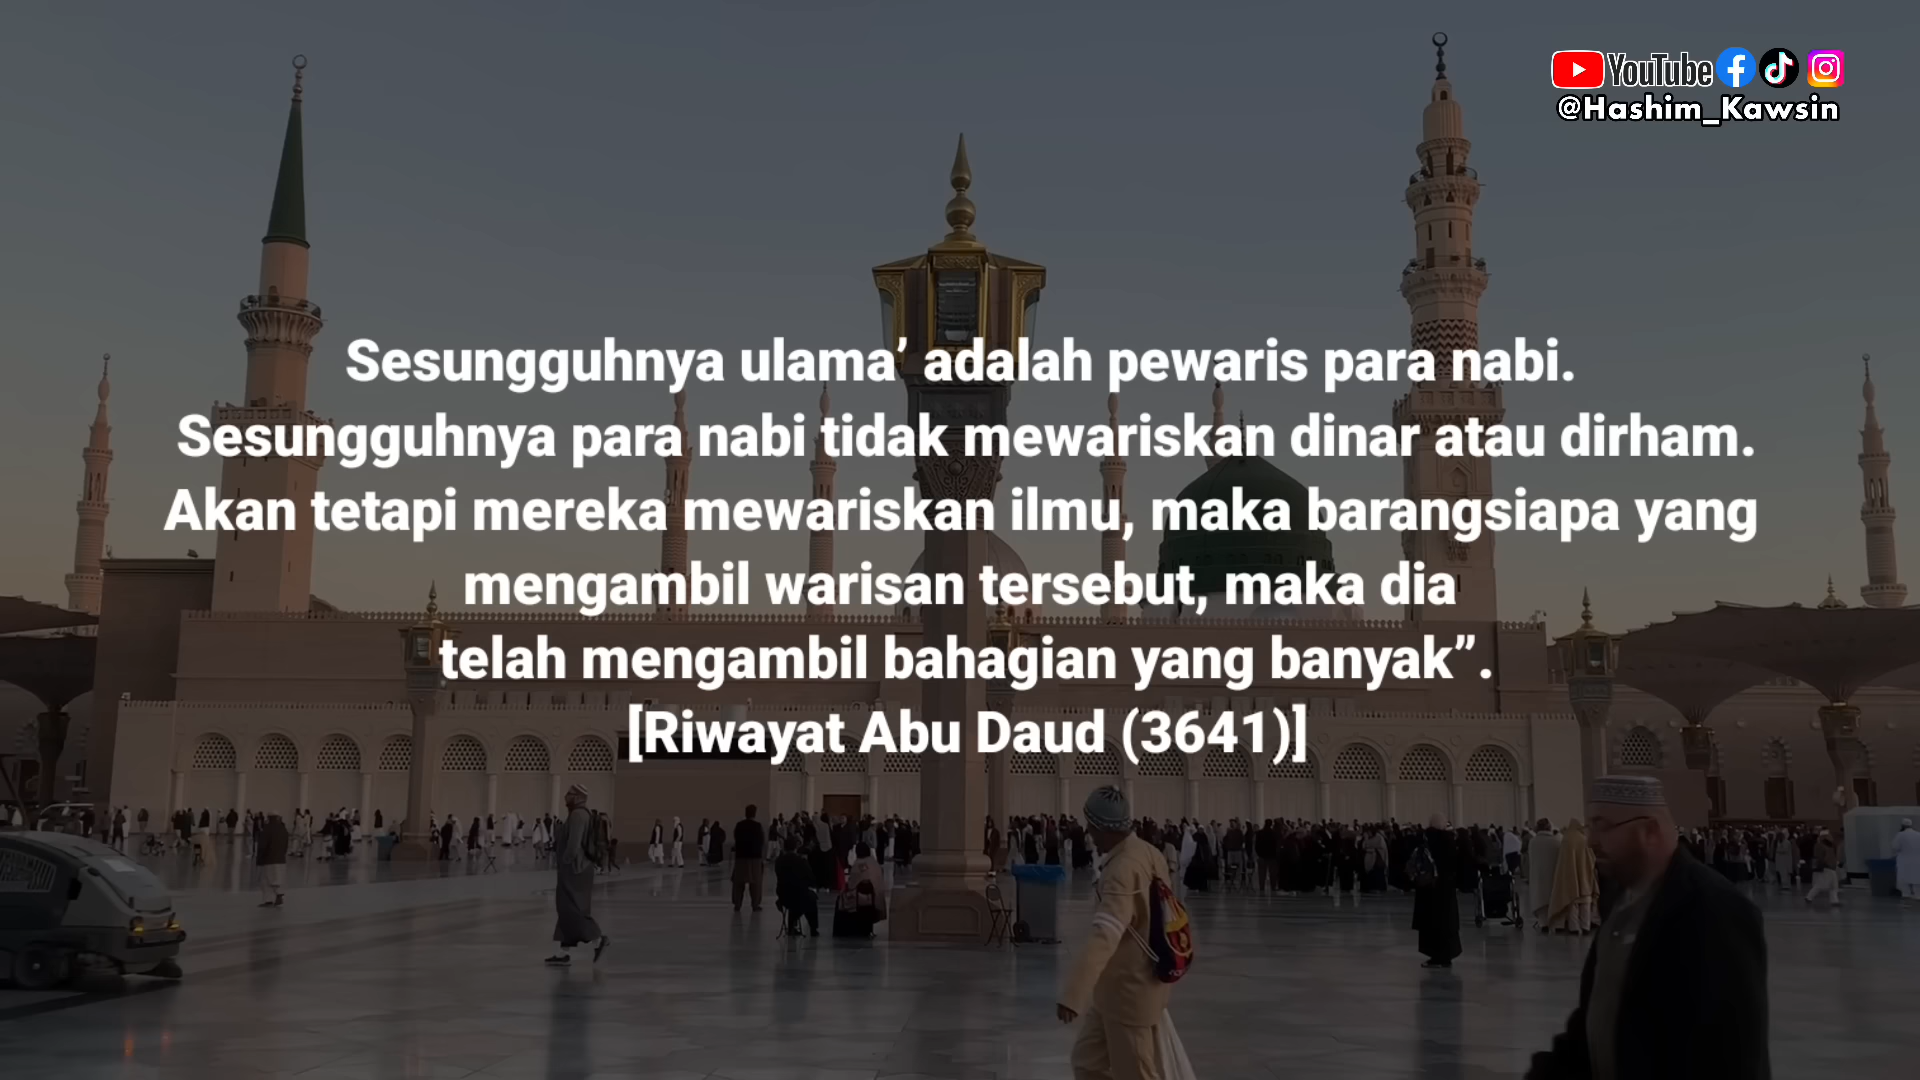 YouTube
@Hashim_Kawsin
Sesungguhnya ulama’ adalah pewaris para nabi.
Sesungguhnya para nabi tidak mewariskan dinar atau dirham.
Akan tetapi mereka mewariskan ilmu, maka barangsiapa yang
mengambil warisan tersebut, maka dia
telah mengambil bahagian yang banyak”.
[Riwayat Abu Daud (3641)]